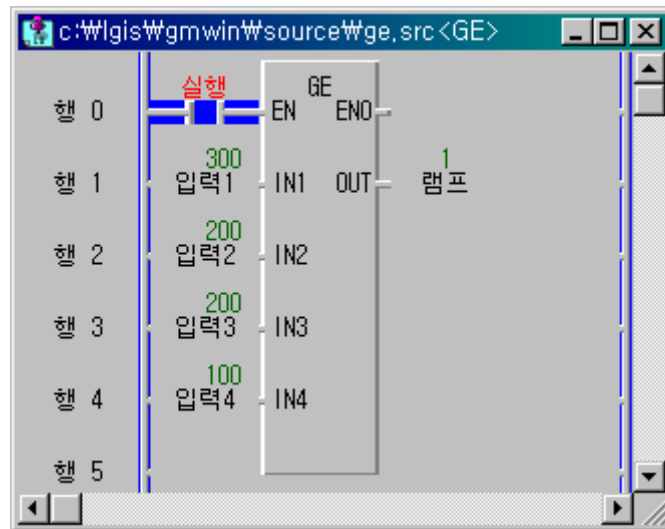 c:₩lgis₩gmwin₩source₩ge.src<GE>
실행 GE
행 0 EN ENO
300 1
행 1 입력1 IN1 OUT 램프
200
행 2 입력2 IN2
200
행 3 입력3 IN3
100
행 4 입력4 IN4
행 5